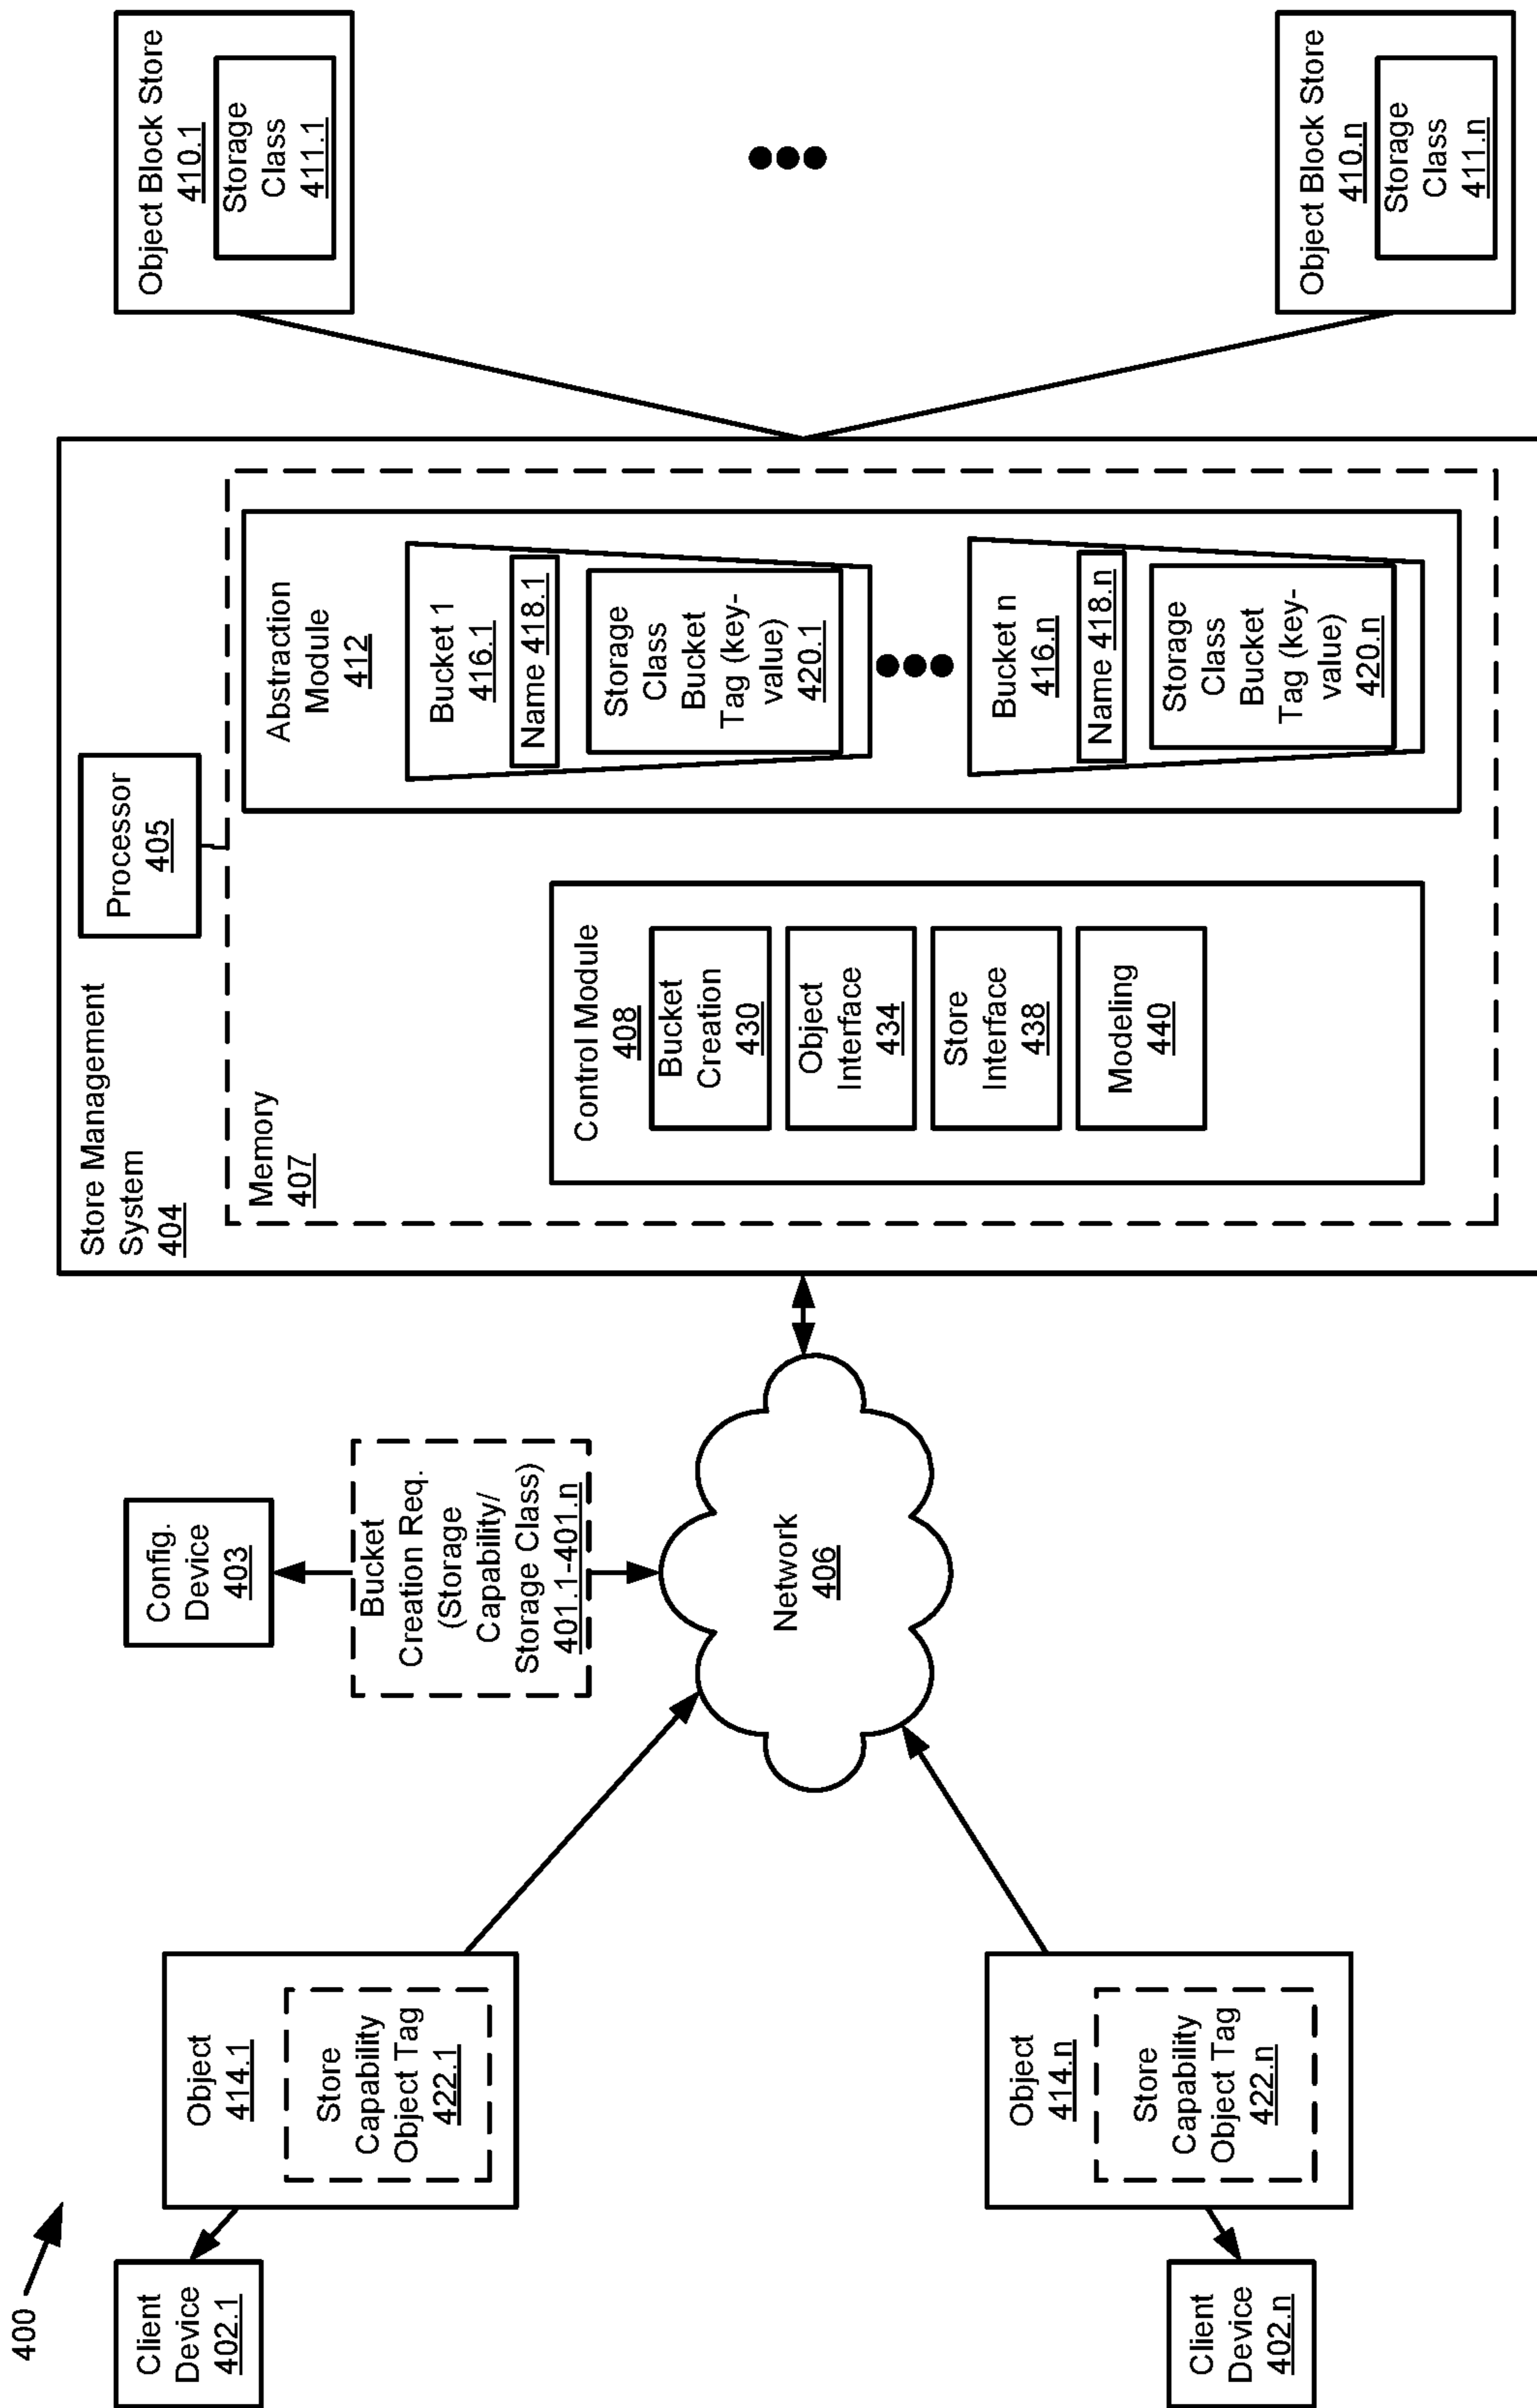 400
Client
Device
402.1
Object
414.1
Store
Capability
Object Tag
422.1
Client
Device
402.n
Object
414.n
Store
Capability
Object Tag
422.n
Config.
Device
403
Bucket
Creation Req.
(Storage
Capability/
Storage Class)
401.1-401.n
Network
406
Store Management
System
404
Processor
405
Memory
407
Control Module
408
Bucket
Creation
430
Object
Interface
434
Store
Interface
438
Modeling
440
Abstraction
Module
412
Bucket 1
416.1
Name 418.1
Storage
Class
Bucket
Tag (key-
value)
420.1
Bucket n
416.n
Name 418.n
Storage
Class
Bucket
Tag (key-
value)
420.n
Object Block Store
410.1
Storage
Class
411.1
Object Block Store
410.n
Storage
Class
411.n